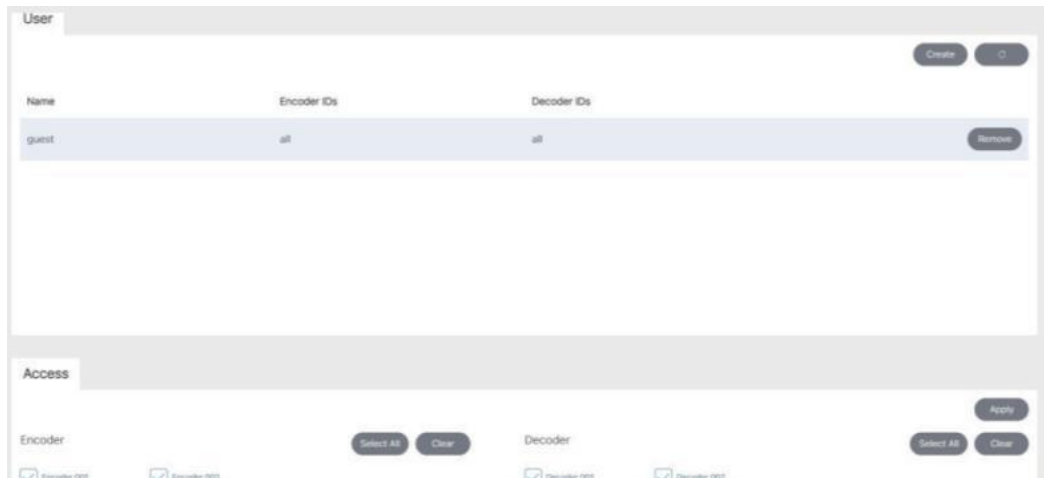 User
Create
Name Encoder IDs Decoder IDs
guest all all Remove
Access
Apply
Encoder Select All Clear Decoder Select All Clear